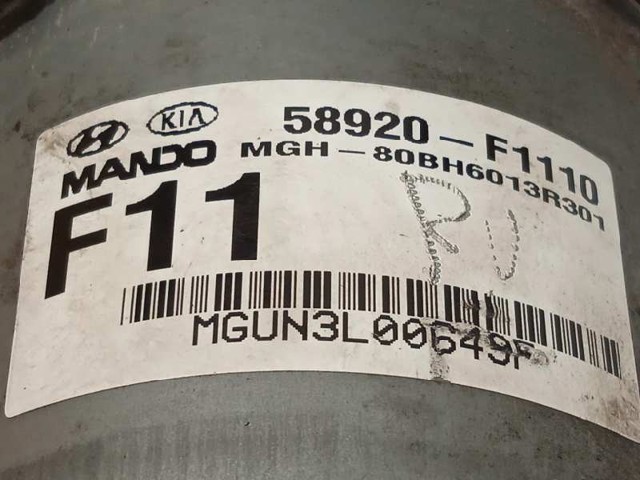 KIA
58920-F1110
MANDO MGH-80BH6013R301
F11
MGUN3L00649F